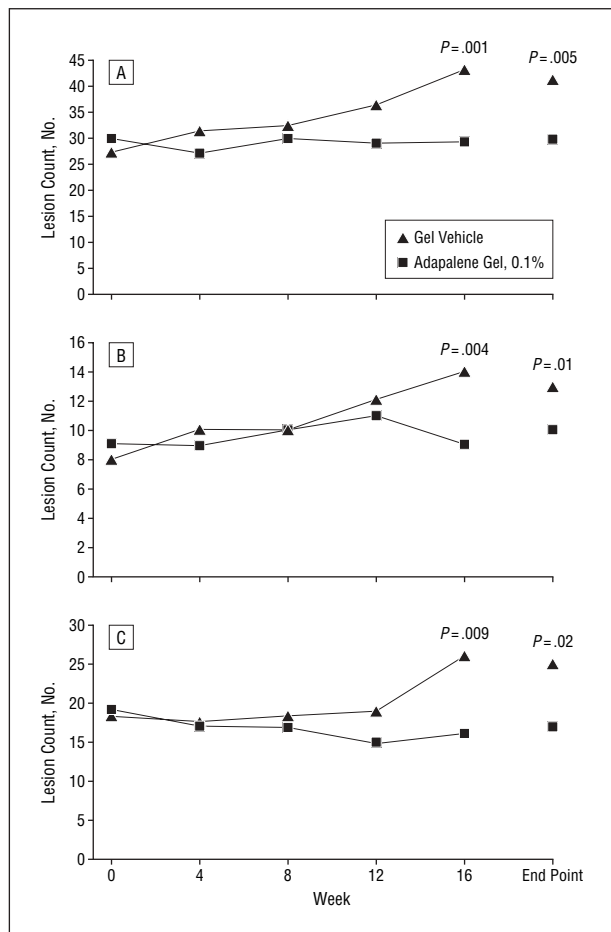 A
P=.001
P=.005
45
40
35
30
25
20
15
10
5
0
Lesion Count, No.
Gel Vehicle
Adapalene Gel, 0.1%
B
P=.004
P=.01
16
14
12
10
8
6
4
2
0
Lesion Count, No.
C
P=.009
P=.02
30
25
20
15
10
5
0
Lesion Count, No.
0 4 8 12 16 End Point
Week